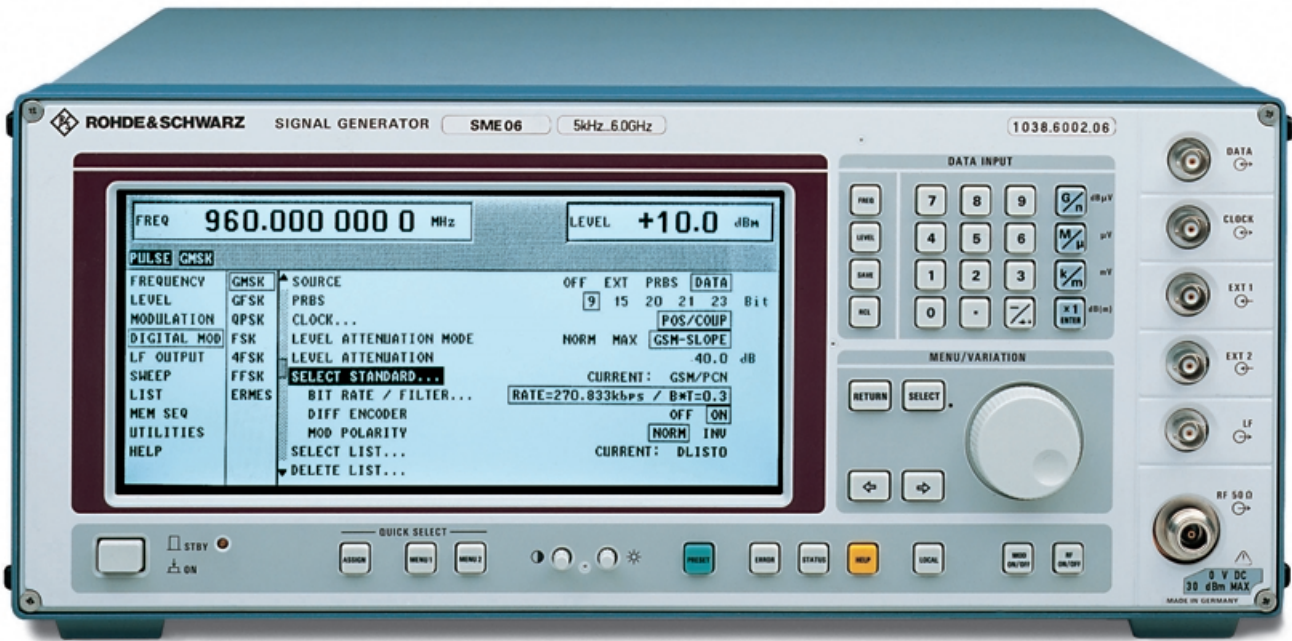 ROHDE&SCHWARZ SIGNAL GENERATOR SME 06 5kHz...6.0GHz 1038.6002.06
FREQ 960.000 000 0 MHz LEVEL +10.0 dBm
PULSE GMSK
FREQUENCY GMSK SOURCE OFF EXT PRBS DATA
LEVEL GFSK PRBS 9 15 20 21 23 Bit
MODULATION QPSK CLOCK... POS/COUP
DIGITAL MOD FSK LEVEL ATTENUATION MODE NORM MAX GSM-SLOPE
LF OUTPUT 4FSK LEVEL ATTENUATION 40.0 dB
SWEEP FFSK SELECT STANDARD... CURRENT: GSM/PCN
LIST ERMES BIT RATE / FILTER... RATE=270.833kbps / B*T=0.3
MEM SEQ DIFF ENCODER OFF ON
UTILITIES MOD POLARITY NORM INV
HELP SELECT LIST... CURRENT: DLIST0
DELETE LIST...
DATA INPUT
FREQ 7 8 9 G/n dBµV
LEVEL 4 5 6 M/µ µV
SAVE 1 2 3 k/m mV
RCL 0 . -/← x1 ENTER dB(m)
MENU/VARIATION
RETURN SELECT
DATA
CLOCK
EXT 1
EXT 2
LF
RF 50 Ω
0 V DC
30 dBm MAX
MADE IN GERMANY
STBY
ON
QUICK SELECT
ASSIGN MENU 1 MENU 2 PRESET ERROR STATUS HELP LOCAL MOD ON/OFF RF ON/OFF